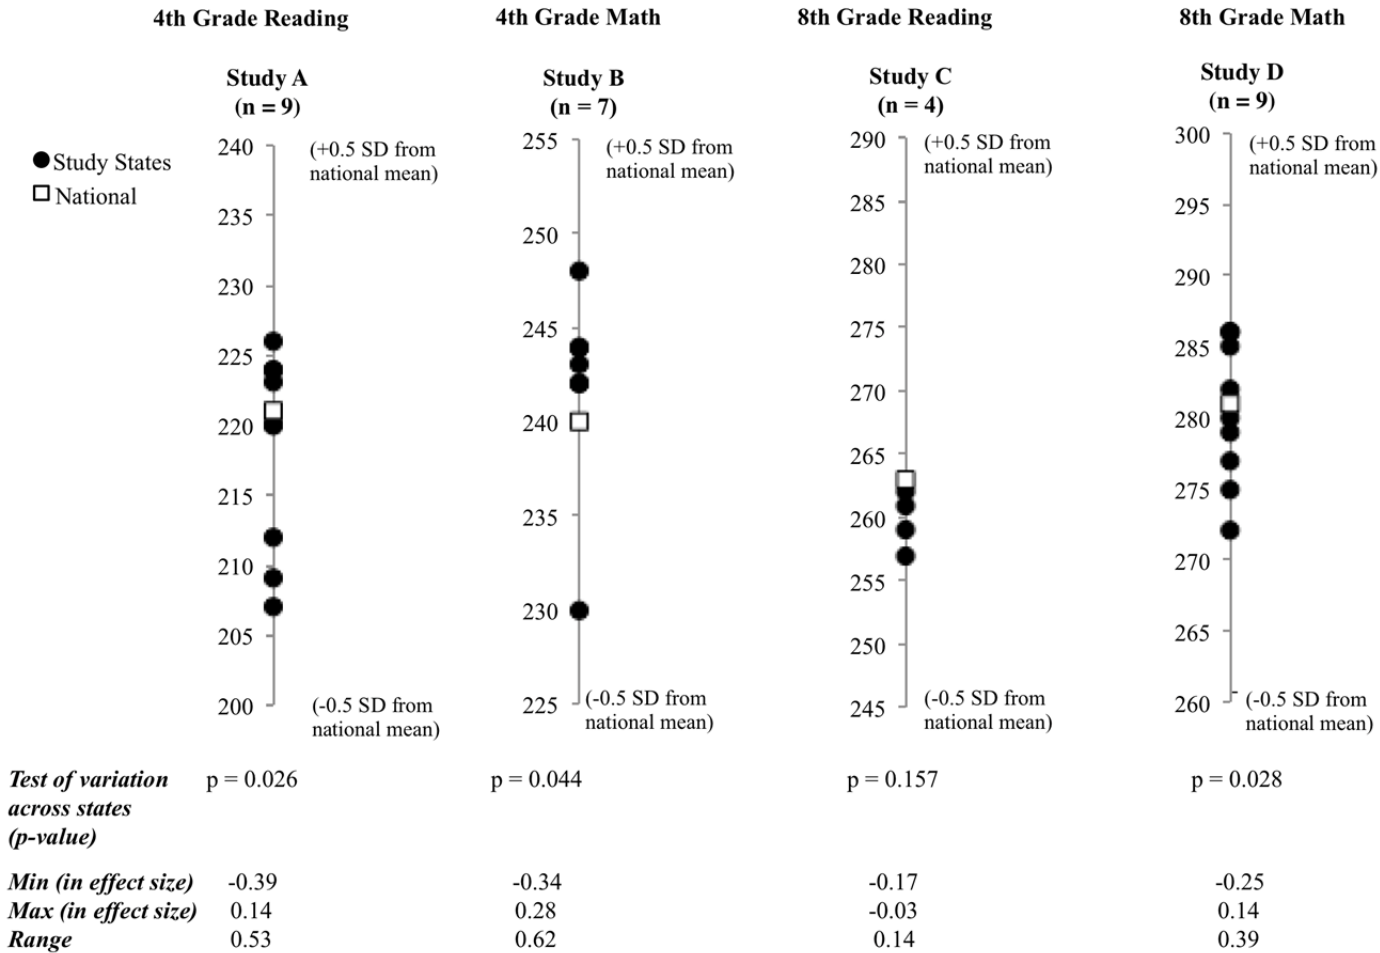 4th Grade Reading 4th Grade Math 8th Grade Reading 8th Grade Math
Study A Study B Study C Study D
(n = 9) (n = 7) (n = 4) (n = 9)
Study States
National
240
235
230
225
220
215
210
205
200
(+0.5 SD from
national mean)
(-0.5 SD from
national mean)
255
250
245
240
235
230
225
(+0.5 SD from
national mean)
(-0.5 SD from
national mean)
290
285
280
275
270
265
260
255
250
245
(+0.5 SD from
national mean)
(-0.5 SD from
national mean)
300
295
290
285
280
275
270
265
260
(+0.5 SD from
national mean)
(-0.5 SD from
national mean)
Test of variation p = 0.026 p = 0.044 p = 0.157 p = 0.028
across states
(p-value)
Min (in effect size) -0.39 -0.34 -0.17 -0.25
Max (in effect size) 0.14 0.28 -0.03 0.14
Range 0.53 0.62 0.14 0.39